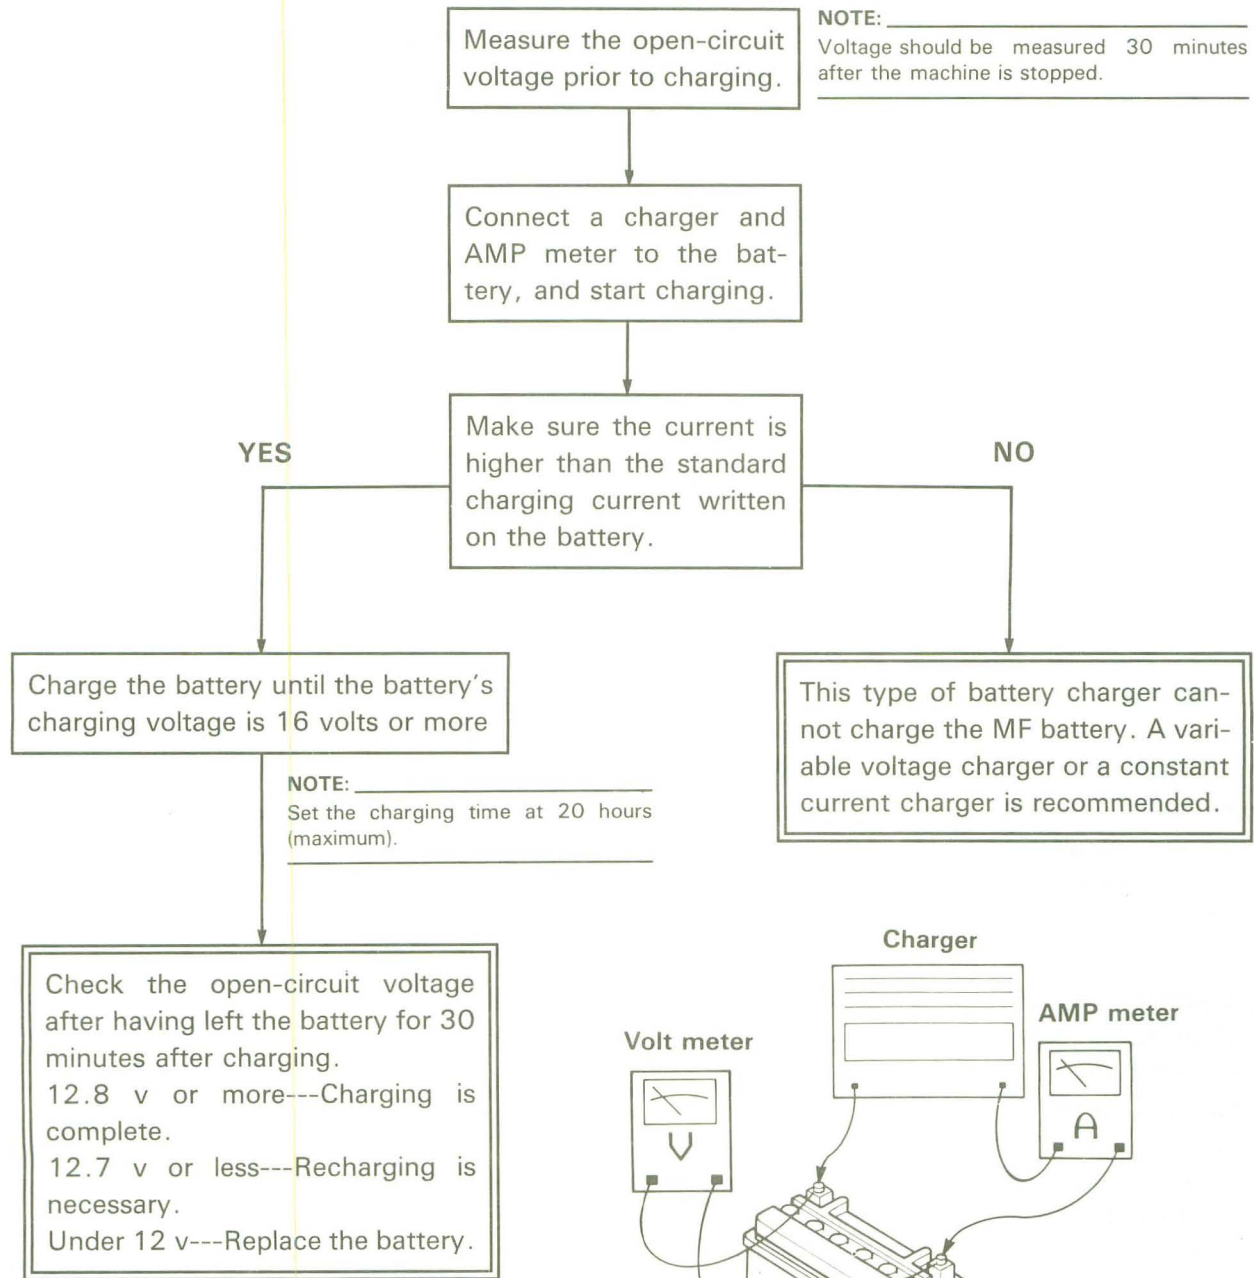 Measure the open-circuit
voltage prior to charging.
NOTE:
Voltage should be measured 30 minutes
after the machine is stopped.
Connect a charger and
AMP meter to the bat-
tery, and start charging.
Make sure the current is
higher than the standard
charging current written
on the battery.
YES
NO
Charge the battery until the battery's
charging voltage is 16 volts or more
NOTE:
Set the charging time at 20 hours
(maximum).
This type of battery charger can-
not charge the MF battery. A vari-
able voltage charger or a constant
current charger is recommended.
Check the open-circuit voltage
after having left the battery for 30
minutes after charging.
12.8 v or more---Charging is
complete.
12.7 v or less---Recharging is
necessary.
Under 12 v---Replace the battery.
Charger
AMP meter
Volt meter
V
A